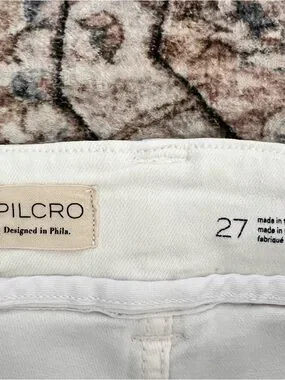 PILCRO
Designed in Phila.
27
made in
made in
fabriqué